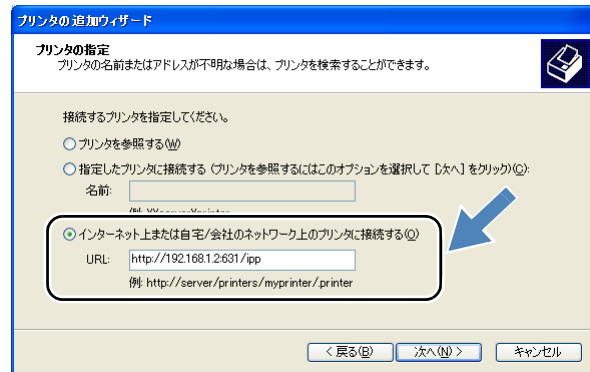 プリンタの追加ウィザード
プリンタの指定
プリンタの名前またはアドレスが不明な場合は、プリンタを検索することができます。
接続するプリンタを指定してください。
プリンタを参照する(W)
指定したプリンタに接続する (プリンタを参照するにはこのオプションを選択して [次へ] をクリック)(C):
名前:
例: ¥¥server¥printer
インターネット上または自宅/会社のネットワーク上のプリンタに接続する(O)
URL: http://192.168.1.2:631/ipp
例: http://server/printers/myprinter/.printer
< 戻る(B) 次へ(N) > キャンセル